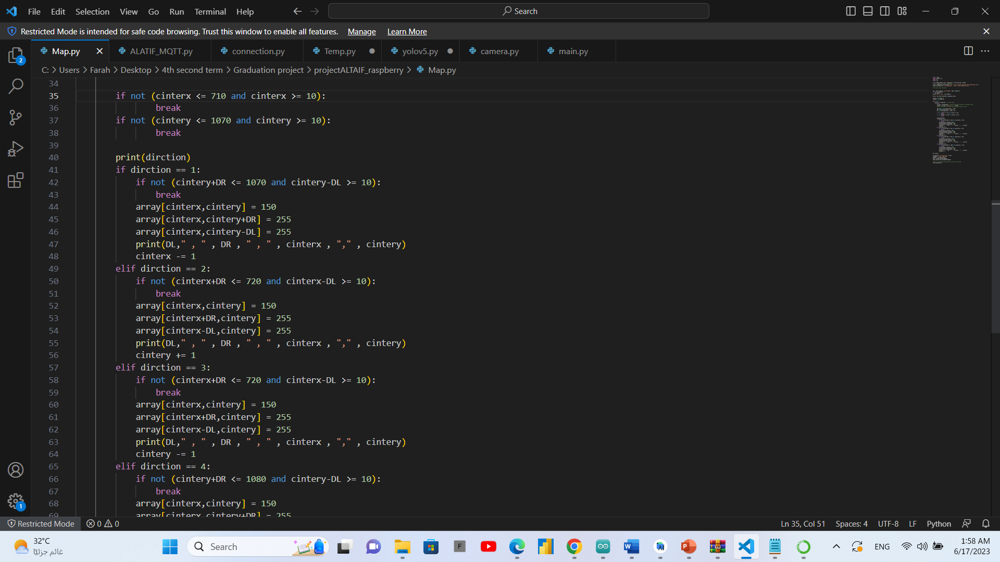 File Edit Selection View Go Run Terminal Help Search
Restricted Mode is intended for safe code browsing. Trust this window to enable all features. Manage Learn More
Map.py ALATIF_MQTT.py connection.py Temp.py yolov5.py camera.py main.py
C: > Users > Farah > Desktop > 4th second term > Graduation project > projectALTAIF_raspberry > Map.py
34
35 if not (cinterx <= 710 and cinterx >= 10):
36 break
37 if not (cintery <= 1070 and cintery >= 10):
38 break
39
40 print(dirction)
41 if dirction == 1:
42 if not (cintery+DR <= 1070 and cintery-DL >= 10):
43 break
44 array[cinterx,cintery] = 150
45 array[cinterx,cintery+DR] = 255
46 array[cinterx,cintery-DL] = 255
47 print(DL," , " , DR , " , " , cinterx , "," , cintery)
48 cinterx -= 1
49 elif dirction == 2:
50 if not (cinterx+DR <= 720 and cinterx-DL >= 10):
51 break
52 array[cinterx,cintery] = 150
53 array[cinterx+DR,cintery] = 255
54 array[cinterx-DL,cintery] = 255
55 print(DL," , " , DR , " , " , cinterx , "," , cintery)
56 cintery += 1
57 elif dirction == 3:
58 if not (cinterx+DR <= 720 and cinterx-DL >= 10):
59 break
60 array[cinterx,cintery] = 150
61 array[cinterx+DR,cintery] = 255
62 array[cinterx-DL,cintery] = 255
63 print(DL," , " , DR , " , " , cinterx , "," , cintery)
64 cintery -= 1
65 elif dirction == 4:
66 if not (cintery+DR <= 1080 and cintery-DL >= 10):
67 break
68 array[cinterx,cintery] = 150
69 array[cinterx,cintery+DR] = 255
2
1
Restricted Mode 0 0 Ln 35, Col 51 Spaces: 4 UTF-8 LF Python
32°C
غائم جزئيًا
Search
ENG
1:58 AM
6/17/2023